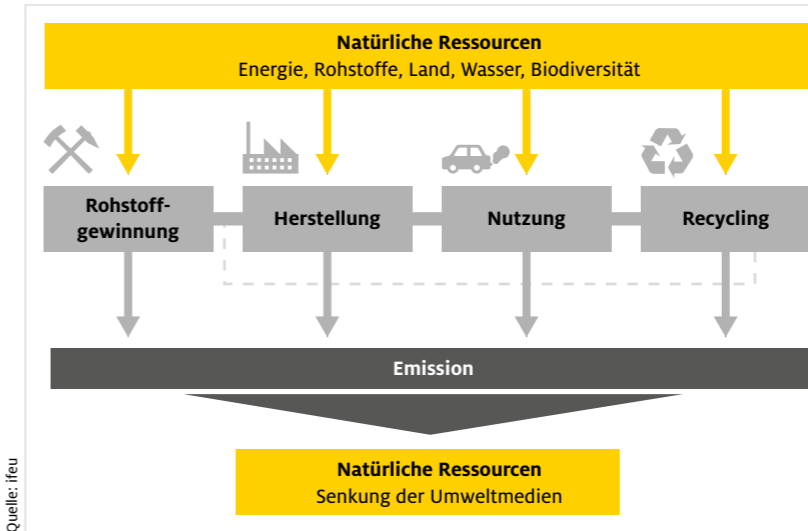 Natürliche Ressourcen
Energie, Rohstoffe, Land, Wasser, Biodiversität
Rohstoff-
gewinnung
Herstellung
Nutzung
Recycling
Emission
Natürliche Ressourcen
Senkung der Umweltmedien
Quelle: ifeu